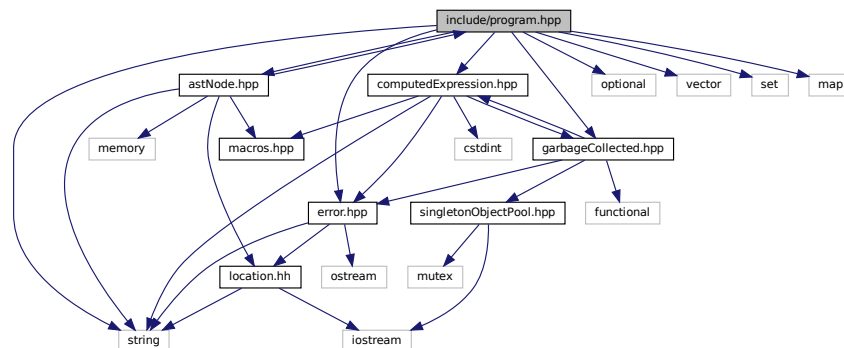 include/program.hpp
astNode.hpp
computedExpression.hpp
optional
vector
set
map
memory
macros.hpp
cstdint
garbageCollected.hpp
error.hpp
singletonObjectPool.hpp
functional
location.hh
ostream
mutex
string
iostream